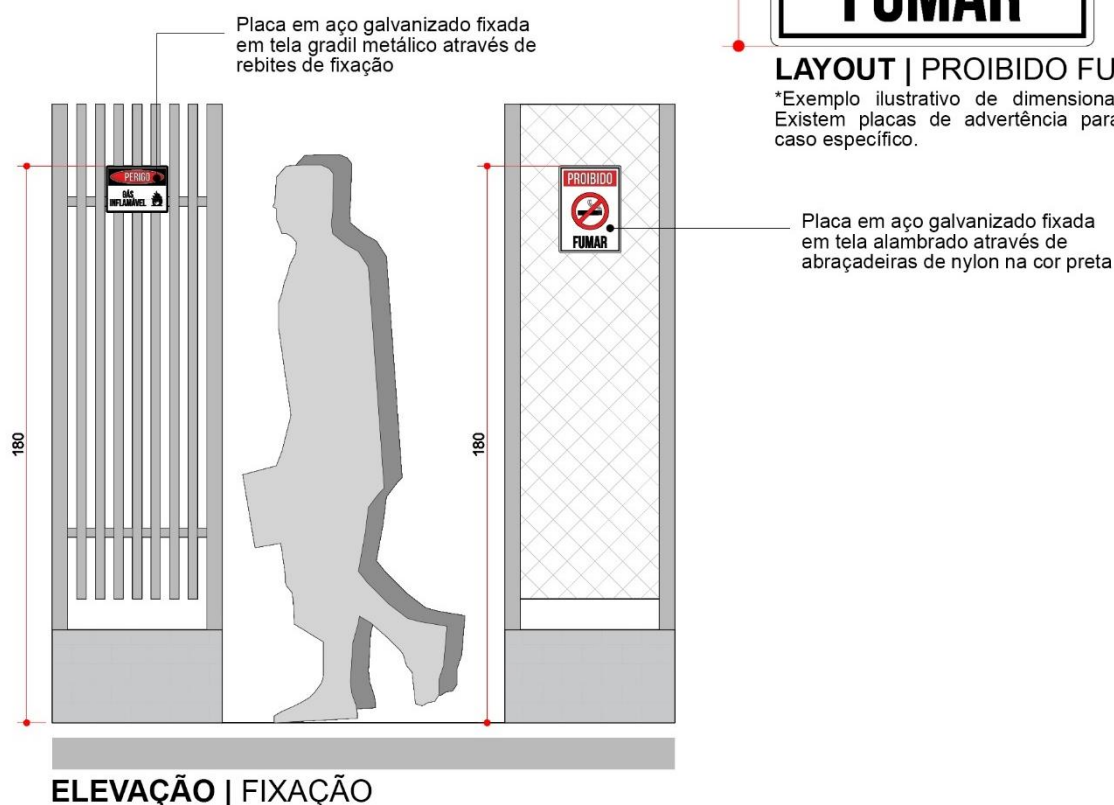 Placa em aço galvanizado fixada
em tela gradil metálico através de
rebites de fixação
FUMAR
LAYOUT | PROIBIDO FU
*Exemplo ilustrativo de dimensiona
Existem placas de advertência para
caso específico.
PERIGO
GÁS
INFLAMÁVEL
PROIBIDO
FUMAR
Placa em aço galvanizado fixada
em tela alambrado através de
abraçadeiras de nylon na cor preta
180
180
ELEVAÇÃO | FIXAÇÃO